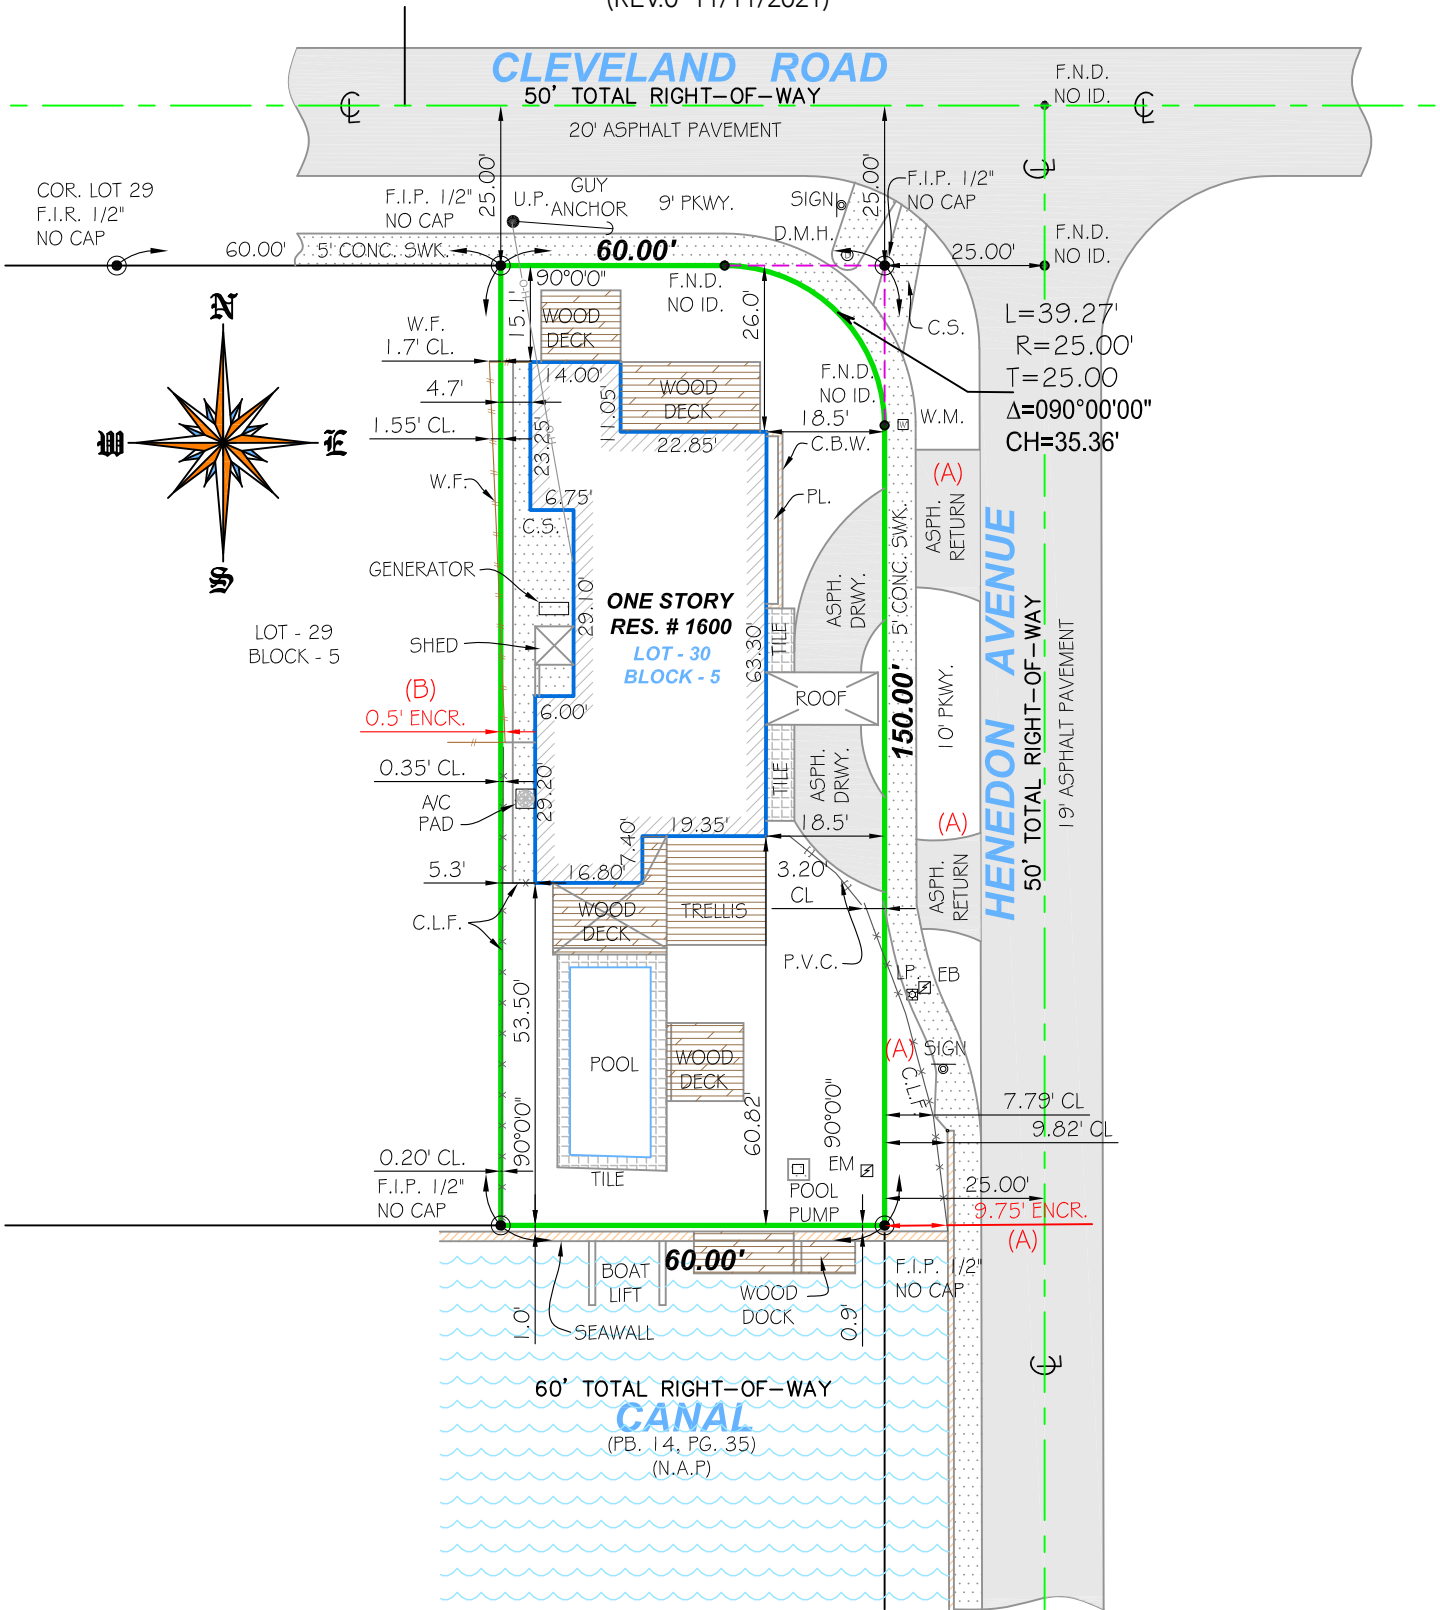 (REV.0 11/11/2021)
CLEVELAND ROAD
50' TOTAL RIGHT-OF-WAY
20' ASPHALT PAVEMENT
F.N.D.
NO ID.
COR. LOT 29
F.I.R. 1/2"
NO CAP
F.I.P. 1/2"
NO CAP
25.00'
U.P.
GUY
ANCHOR
9' PKWY.
SIGN
25.00'
F.I.P. 1/2"
NO CAP
D.M.H.
60.00'
5' CONC. SWK.
60.00'
25.00'
F.N.D.
NO ID.
90°0'0"
F.N.D.
NO ID.
15.1'
26.0'
WOOD
DECK
C.S.
L=39.27'
R=25.00'
T=25.00
Δ=090°00'00"
CH=35.36'
N
W
E
S
W.F.
1.7' CL.
4.7'
1.55' CL.
W.F.
14.00'
11.05'
WOOD
DECK
F.N.D.
NO ID.
18.5'
W.M.
22.85'
C.B.W.
23.25'
H-O
H-O
6.75'
C.S.
PL.
(A)
ASPH.
RETURN
5' CONC. SWK.
GENERATOR
29.10'
SHED
ONE STORY
RES. # 1600
LOT - 30
BLOCK - 5
LOT - 29
BLOCK - 5
63.30'
TILE
ASPH.
DRWY.
ROOF
150.00'
10' PKWY.
HENEDON AVENUE
50' TOTAL RIGHT-OF-WAY
19' ASPHALT PAVEMENT
(B)
0.5' ENCR.
6.00'
0.35' CL.
29.20'
A/C
PAD
TILE
ASPH.
DRWY.
(A)
ASPH.
RETURN
19.35'
18.5'
7.40'
5.3'
16.80'
3.20'
CL
C.L.F.
WOOD
DECK
TRELLIS
P.V.C.
LP.
EB
53.50'
POOL
WOOD
DECK
(A)
SIGN
C.L.F.
60.82'
90°0'0"
90°0'0"
7.79' CL
9.82' CL
0.20' CL.
F.I.P. 1/2"
NO CAP
TILE
EM
POOL
PUMP
25.00'
9.75' ENCR.
(A)
60.00'
F.I.P. 1/2"
NO CAP
BOAT
LIFT
WOOD
DOCK
1.0'
SEAWALL
0.9'
60' TOTAL RIGHT-OF-WAY
CANAL
(PB. 14, PG. 35)
(N.A.P)